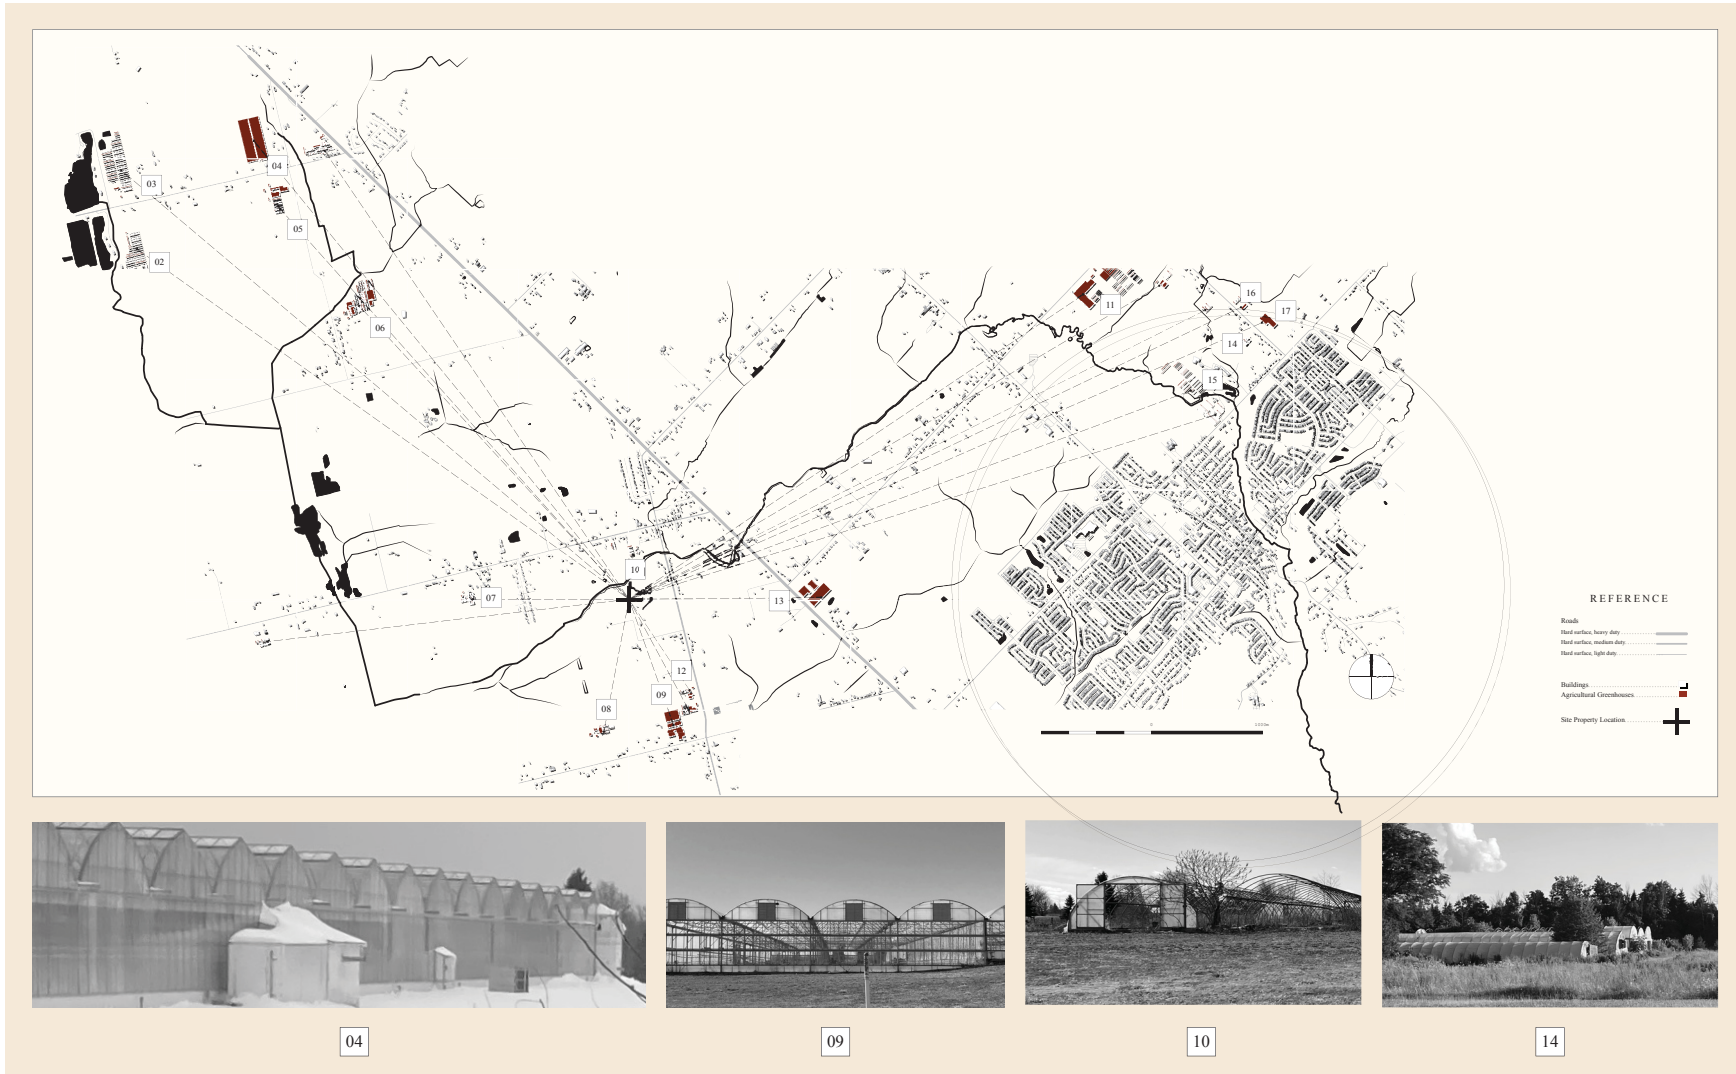 04
03
05
02
06
16
11
17
14
15
10
07
13
12
09
08
REFERENCE
Roads
Hard surface, heavy duty
Hard surface, medium duty
Hard surface, light duty
Buildings
Agricultural Greenhouses
Site Property Location
0
04
09
10
14